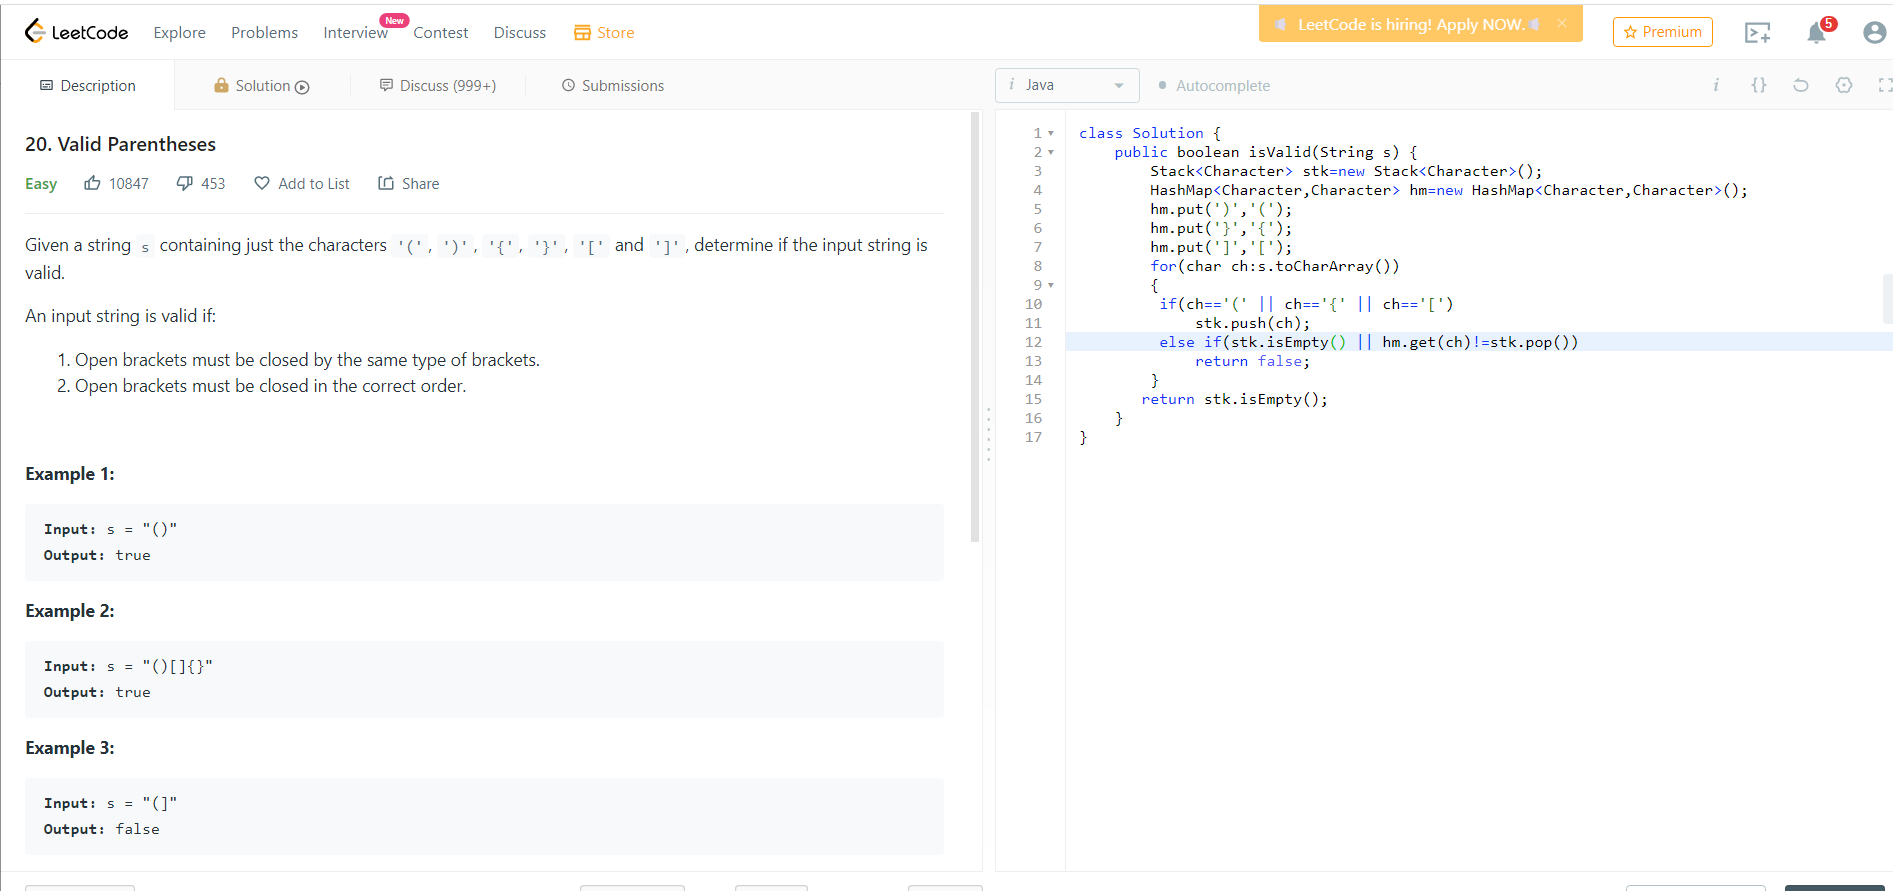 LeetCode Explore Problems Interview New Contest Discuss Store LeetCode is hiring! Apply NOW. × Premium 5
Description Solution Discuss (999+) Submissions
i Java Autocomplete i {}
20. Valid Parentheses
Easy 10847 453 Add to List Share
Given a string s containing just the characters '(', ')', '{', '}', '[' and ']', determine if the input string is
valid.
An input string is valid if:
1. Open brackets must be closed by the same type of brackets.
2. Open brackets must be closed in the correct order.
Example 1:
Input: s = "()"
Output: true
Example 2:
Input: s = "()[]{}"
Output: true
Example 3:
Input: s = "(]"
Output: false
1 class Solution {
2 public boolean isValid(String s) {
3 Stack<Character> stk=new Stack<Character>();
4 HashMap<Character,Character> hm=new HashMap<Character,Character>();
5 hm.put(')','(');
6 hm.put('}','{');
7 hm.put(']','[');
8 for(char ch:s.toCharArray())
9 {
10 if(ch=='(' || ch=='{' || ch=='[')
11 stk.push(ch);
12 else if(stk.isEmpty() || hm.get(ch)!=stk.pop())
13 return false;
14 }
15 return stk.isEmpty();
16 }
17 }